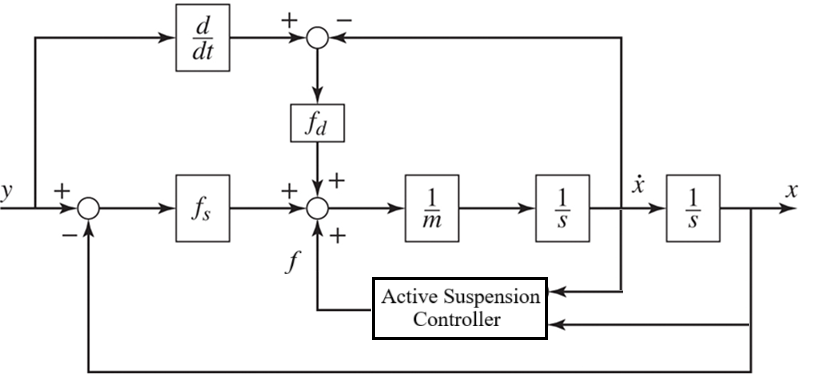 d
dt
+
−
f_d
y
+
−
f_s
+
+
+
f
1
m
1
s
ẋ
1
s
x
Active Suspension
Controller